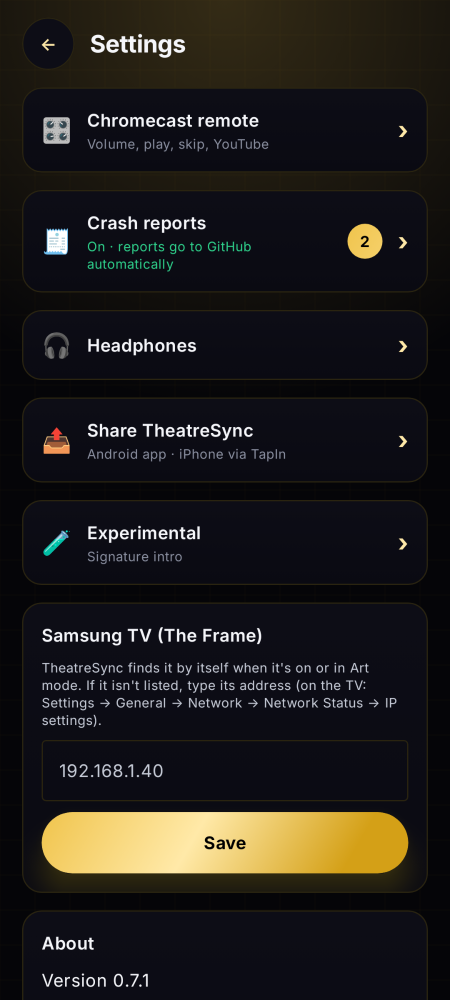 ←
Settings
Chromecast remote
Volume, play, skip, YouTube
›
Crash reports
On · reports go to GitHub
automatically
2
›
Headphones
›
Share TheatreSync
Android app · iPhone via TapIn
›
Experimental
Signature intro
›
Samsung TV (The Frame)
TheatreSync finds it by itself when it's on or in Art
mode. If it isn't listed, type its address (on the TV:
Settings → General → Network → Network Status → IP
settings).
192.168.1.40
Save
About
Version 0.7.1